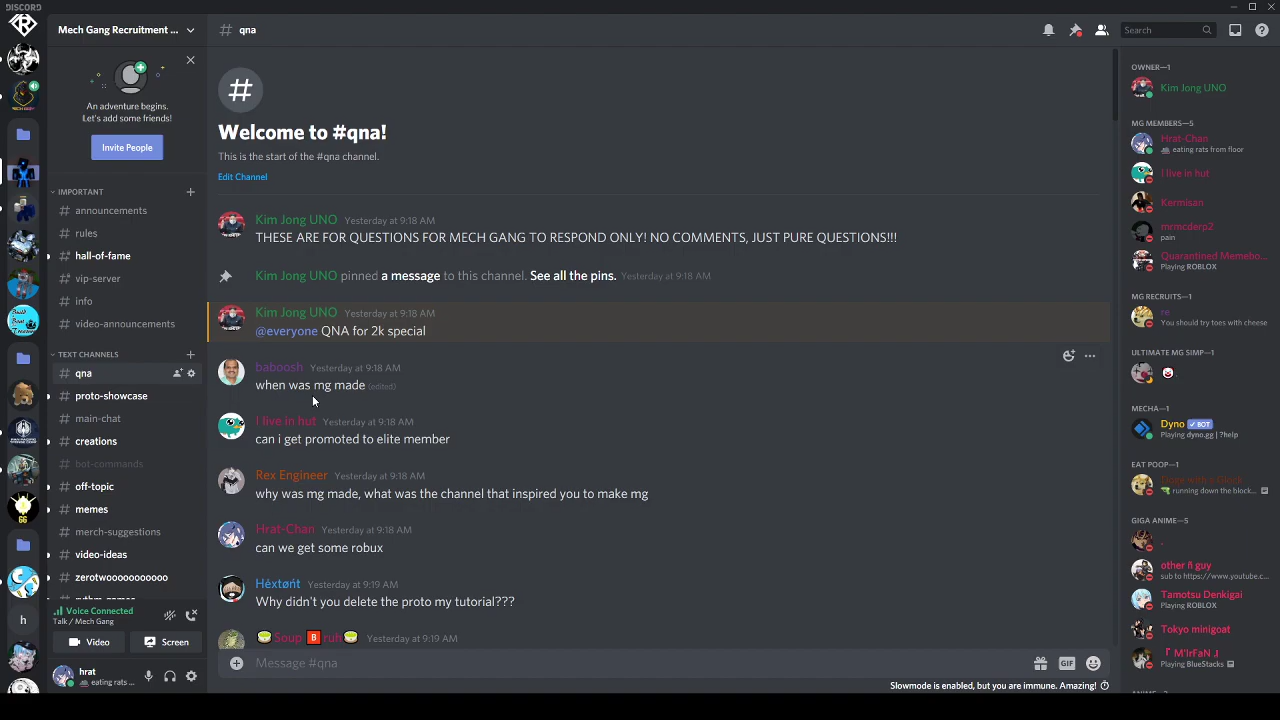 DISCORD
Mech Gang Recruitment ...
An adventure begins.
Let's add some friends!
Invite People
IMPORTANT
announcements
rules
hall-of_fame
vip-server
info
video-announcements
TEXT CHANNELS
qna
proto-showcase
main-chat
creations
bot-commands
off-topic
memes
merch-suggestions
video-ideas
zerotwooooooooooo
Voice Connected
Talk / Mech Gang
Video
Screen
hrat
eating rats ...
# qna
Search
#
Welcome to #qna!
This is the start of the #qna channel.
Edit Channel
Kim Jong UNO Yesterday at 9:18 AM
THESE ARE FOR QUESTIONS FOR MECH GANG TO RESPOND ONLY! NO COMMENTS, JUST PURE QUESTIONS!!!
Kim Jong UNO pinned a message to this channel. See all the pins. Yesterday at 9:18 AM
Kim Jong UNO Yesterday at 9:18 AM
@everyone QNA for 2k special
baboosh Yesterday at 9:18 AM
when was mg made (edited)
I live in hut Yesterday at 9:18 AM
can i get promoted to elite member
Rex Engineer Yesterday at 9:18 AM
why was mg made, what was the channel that inspired you to make mg
Hrat-Chan Yesterday at 9:18 AM
can we get some robux
Hëxtøńt Yesterday at 9:19 AM
Why didn't you delete the proto my tutorial???
Soup B ruh Yesterday at 9:19 AM
Message #qna
GIF
Slowmode is enabled, but you are immune. Amazing!
OWNER—1
Kim Jong UNO
MG MEMBERS—5
Hrat-Chan
eating rats from floor
I live in hut
Kermisan
mrmcderp2
pain
Quarantined Memebo...
Playing ROBLOX
MG RECRUITS—1
re
You should try toes with cheese
ULTIMATE MG SIMP—1
.
MECHA—1
Dyno BOT
Playing dyno.gg | ?help
EAT POOP—1
running down the block...
GIGA ANIME—5
other fl guy
sub to https://www.youtube.c...
Tamotsu Denkigai
Playing ROBLOX
Tokyo minigoat
『 M'IrFaN .ɪ
Playing BlueStacks